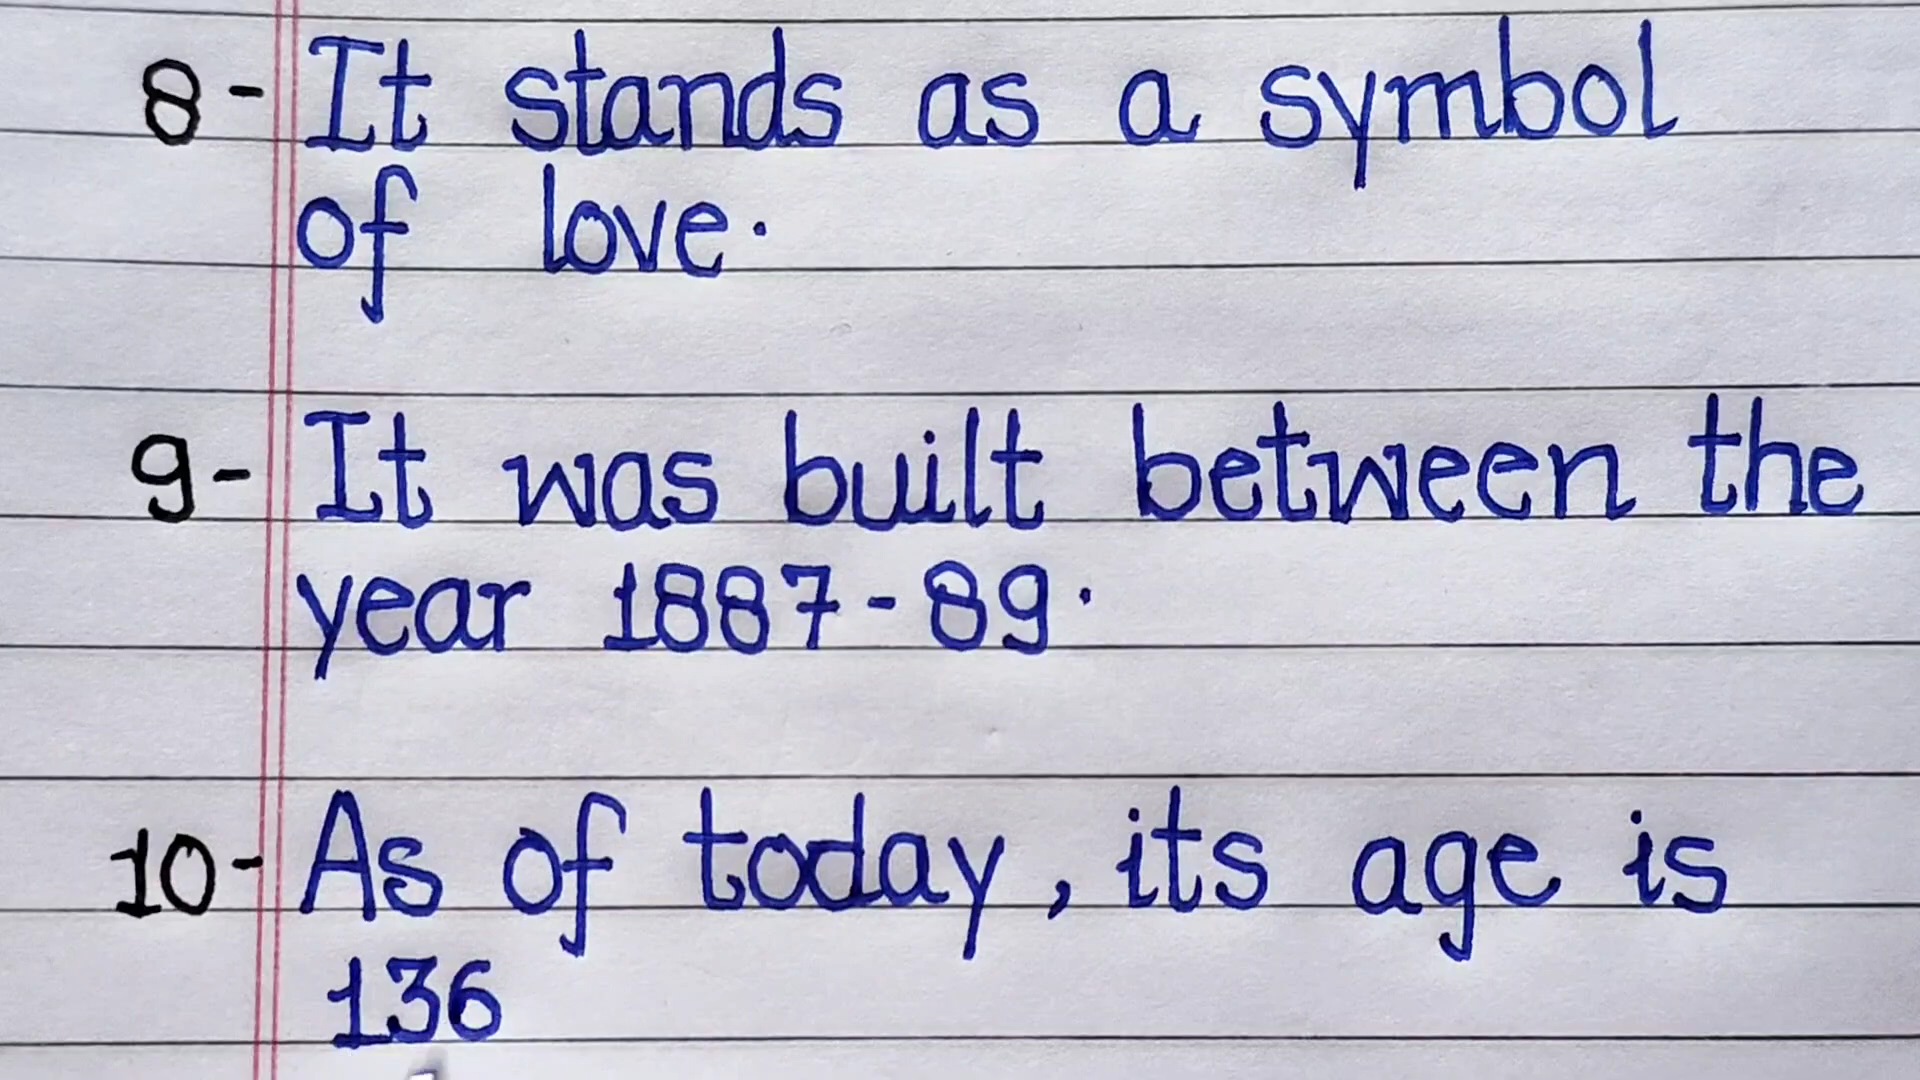 8- It stands as a symbol
of love.
9- It was built between the
year 1887-89.
10- As of today, its age is
136